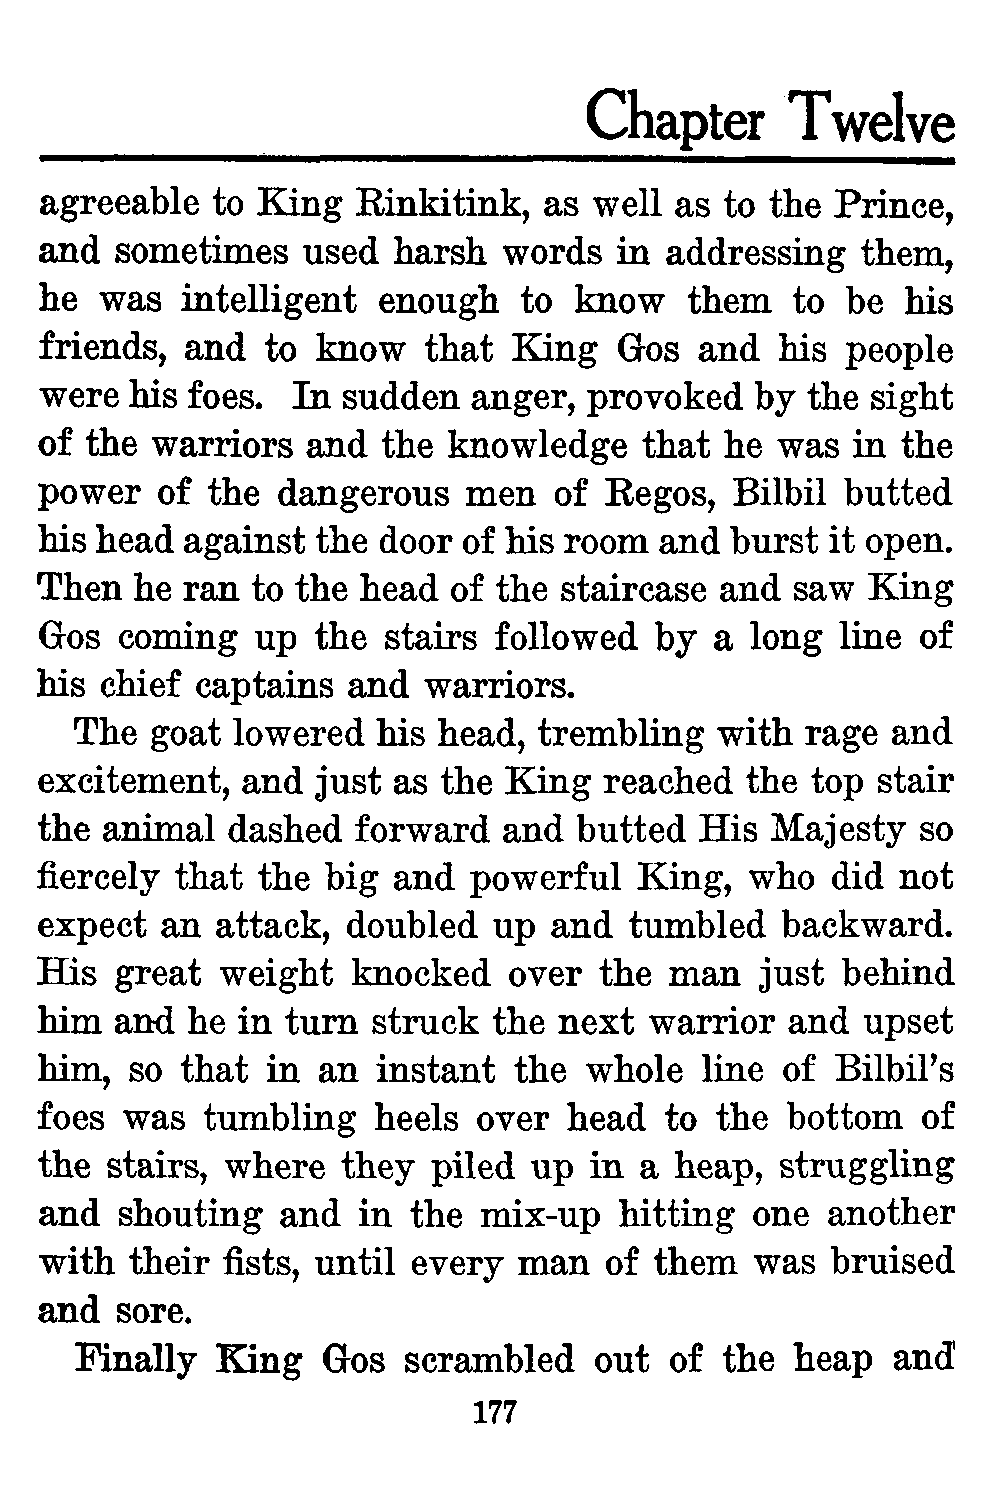 Chapter Twelve
agreeable to King Rinkitink, as well as to the Prince,
and sometimes used harsh words in addressing them,
he was intelligent enough to know them to be his
friends, and to know that King Gos and his people
were his foes. In sudden anger, provoked by the sight
of the warriors and the knowledge that he was in the
power of the dangerous men of Regos, Bilbil butted
his head against the door of his room and burst it open.
Then he ran to the head of the staircase and saw King
Gos coming up the stairs followed by a long line of
his chief captains and warriors.
The goat lowered his head, trembling with rage and
excitement, and just as the King reached the top stair
the animal dashed forward and butted His Majesty so
fiercely that the big and powerful King, who did not
expect an attack, doubled up and tumbled backward.
His great weight knocked over the man just behind
him and he in turn struck the next warrior and upset
him, so that in an instant the whole line of Bilbil's
foes was tumbling heels over head to the bottom of
the stairs, where they piled up in a heap, struggling
and shouting and in the mix-up hitting one another
with their fists, until every man of them was bruised
and sore.
Finally King Gos scrambled out of the heap and
177